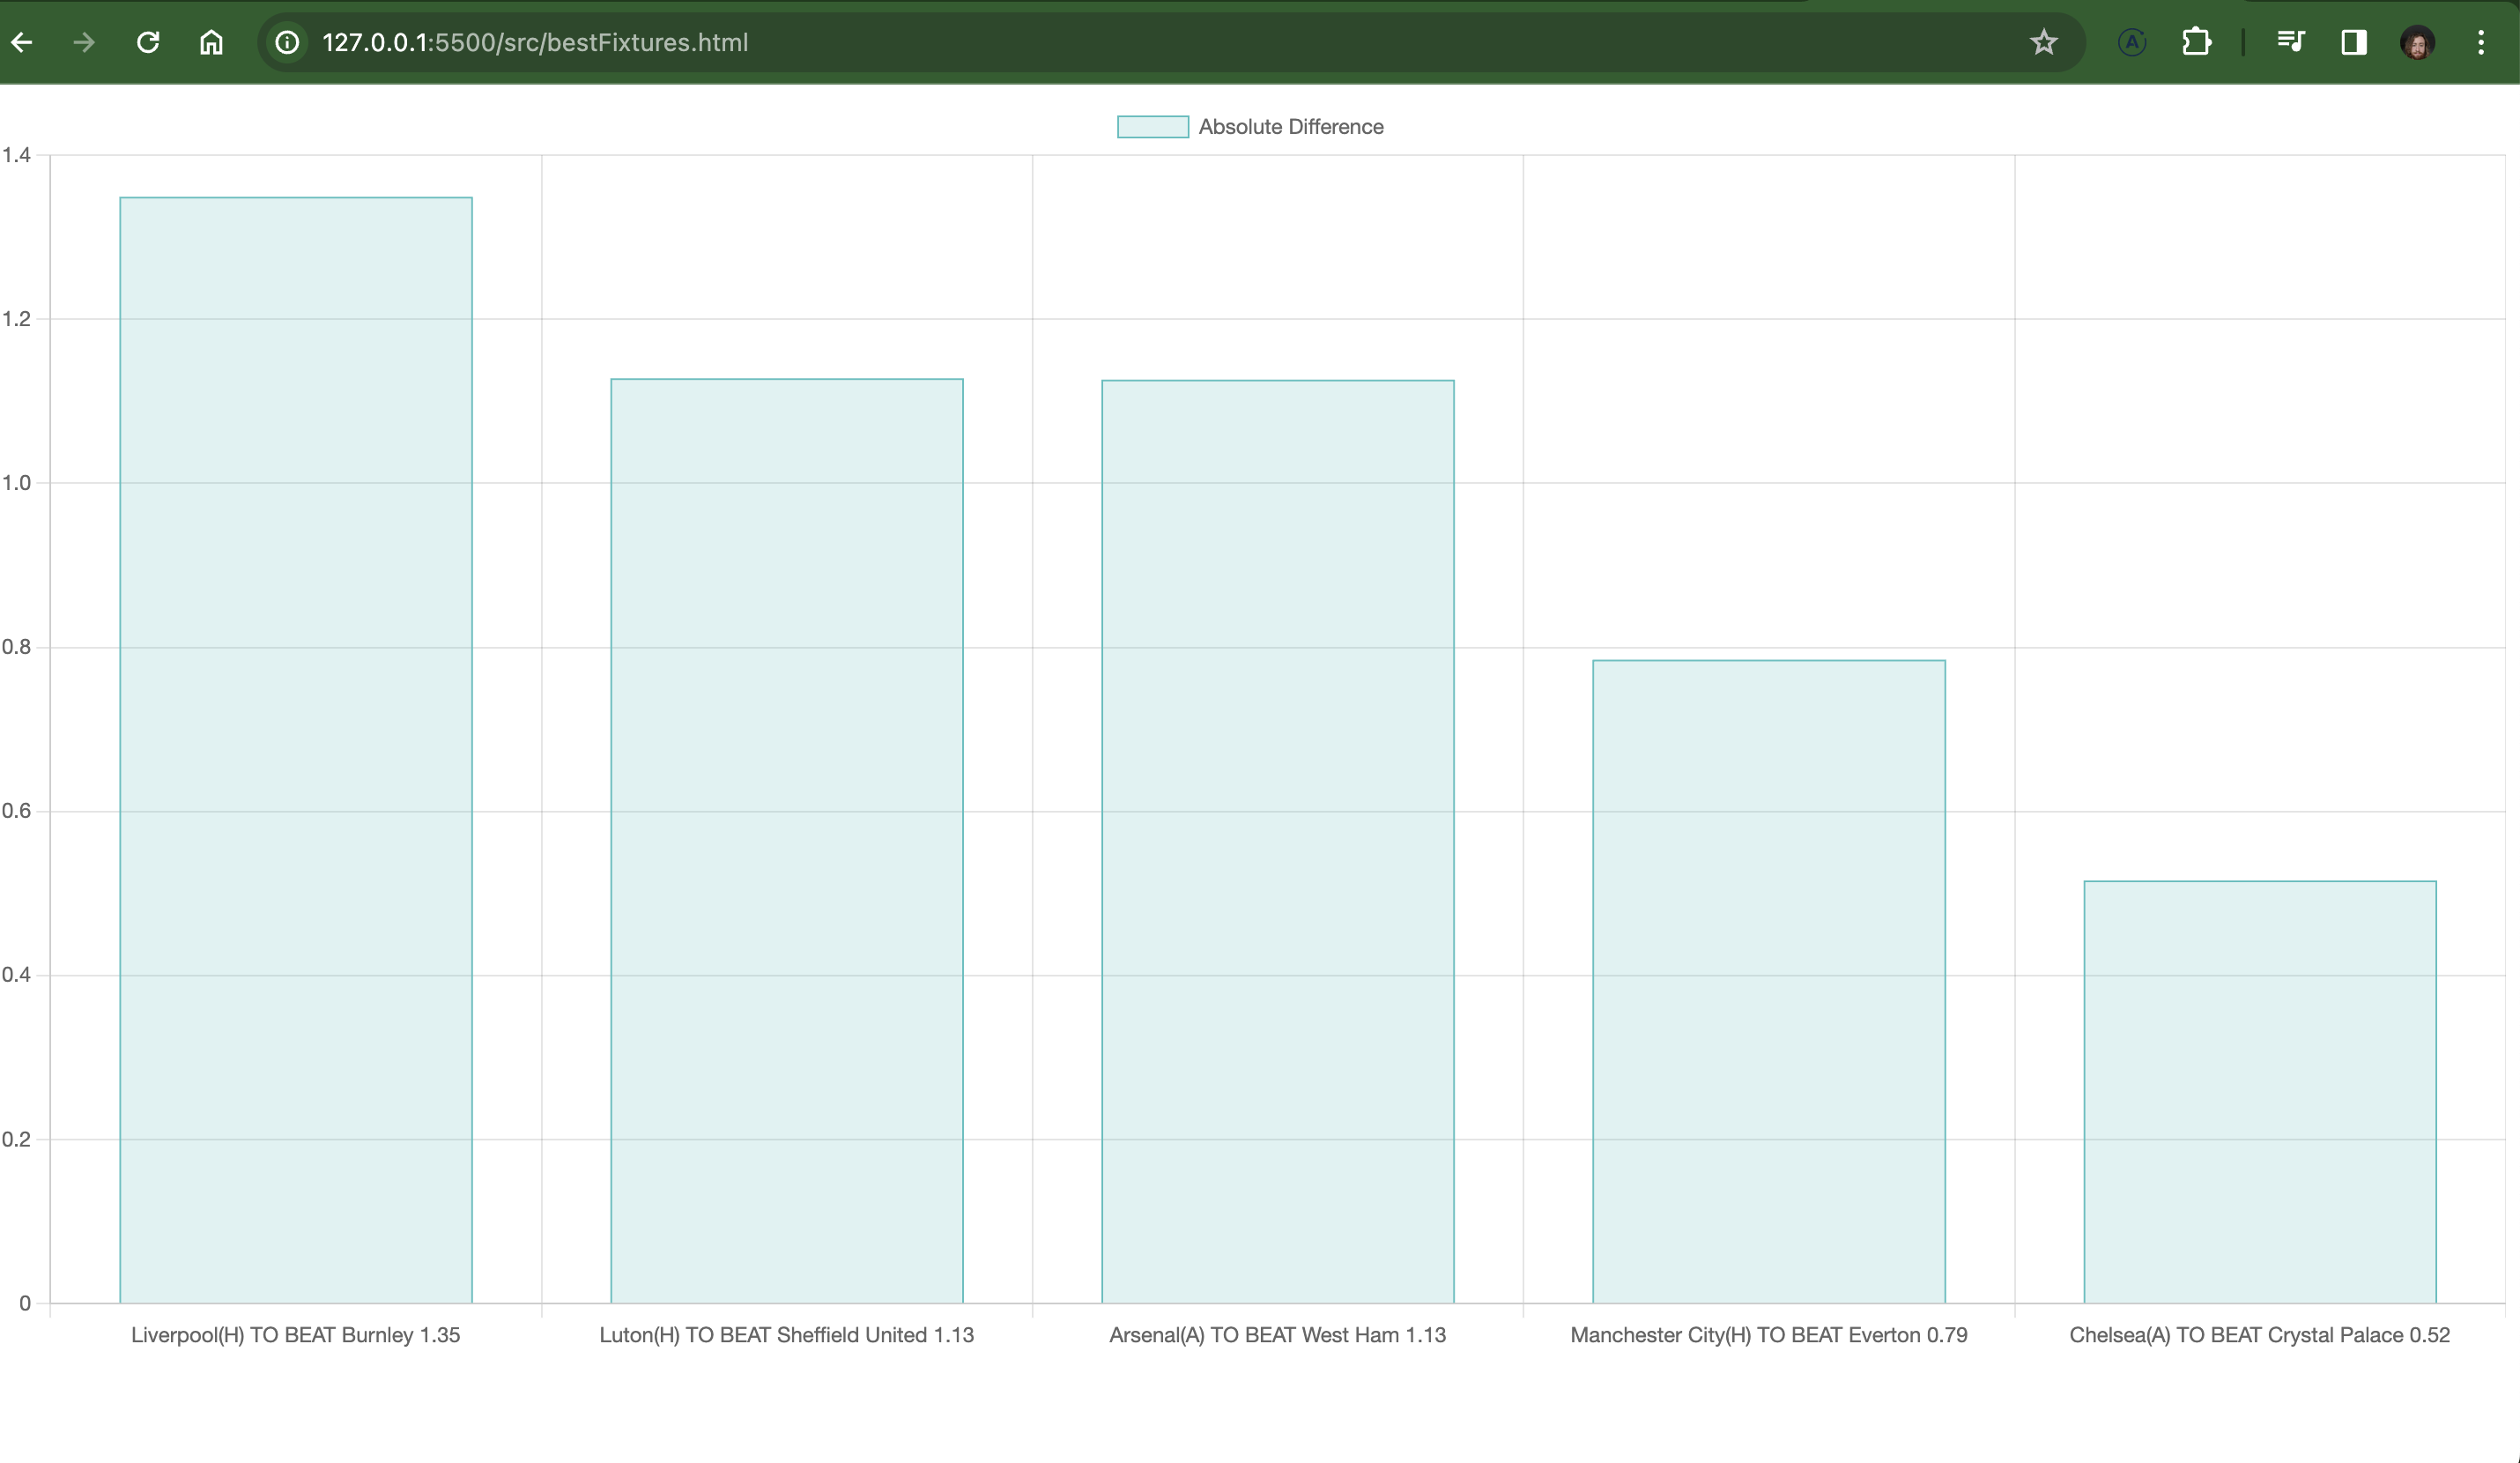 127.0.0.1:5500/src/bestFixtures.html
Absolute Difference
1.4
1.2
1.0
0.8
0.6
0.4
0.2
0
Liverpool(H) TO BEAT Burnley 1.35
Luton(H) TO BEAT Sheffield United 1.13
Arsenal(A) TO BEAT West Ham 1.13
Manchester City(H) TO BEAT Everton 0.79
Chelsea(A) TO BEAT Crystal Palace 0.52